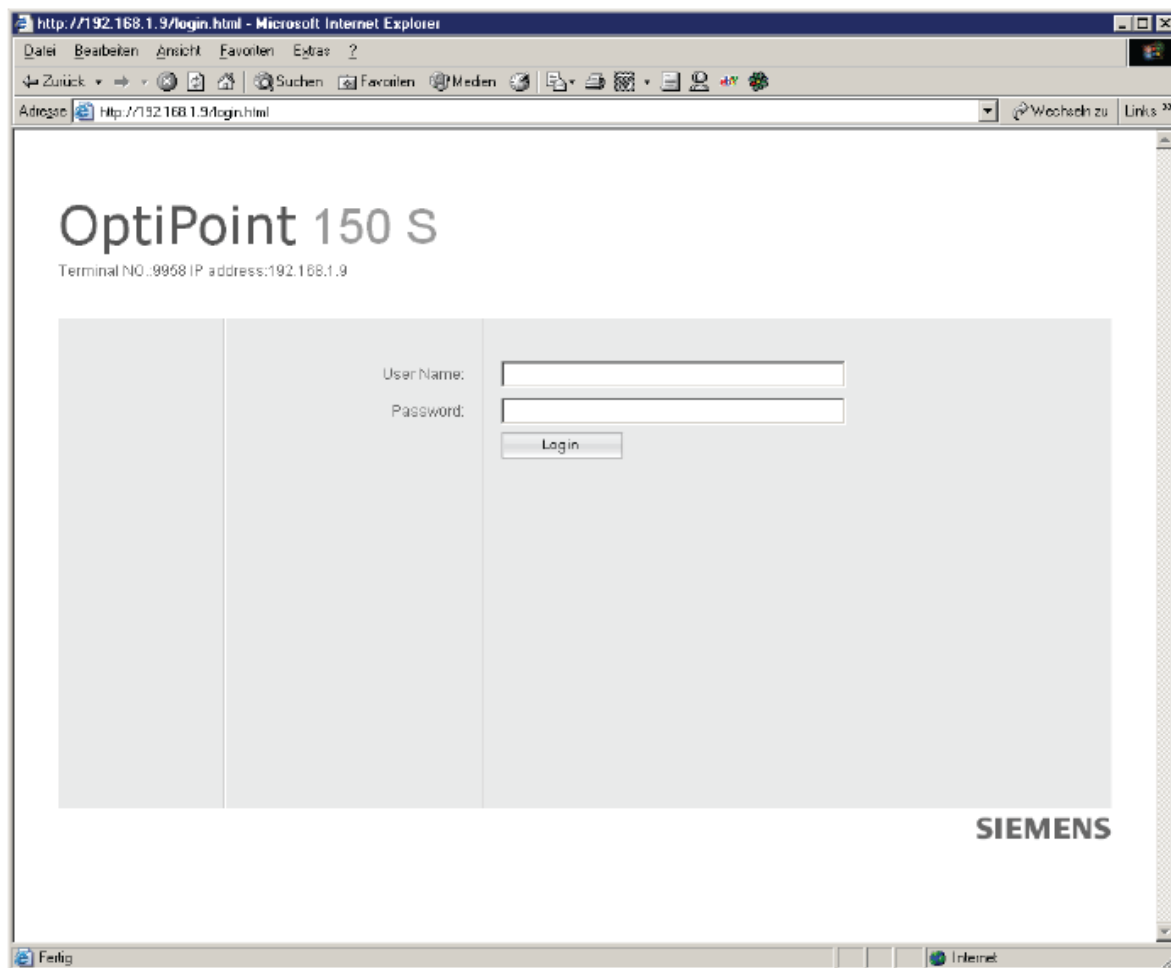 http://192.168.1.9/login.html - Microsoft Internet Explorer
Datei Bearbeiten Ansicht Favoriten Extras ?
Zurück Suchen Favoriten Medien
Adresse http://192.168.1.9/login.html Wechseln zu Links »
OptiPoint 150 S
Terminal NO.:9958 IP address:192.168.1.9
User Name:
Password:
Login
SIEMENS
Fertig Internet